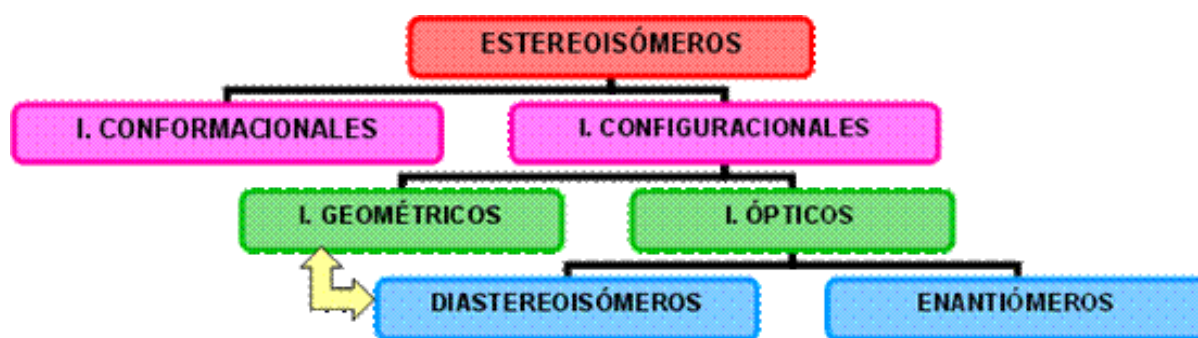 ESTEREOISÓMEROS
I. CONFORMACIONALES
I. CONFIGURACIONALES
I. GEOMÉTRICOS
I. ÓPTICOS
DIASTEREOISÓMEROS
ENANTIÓMEROS